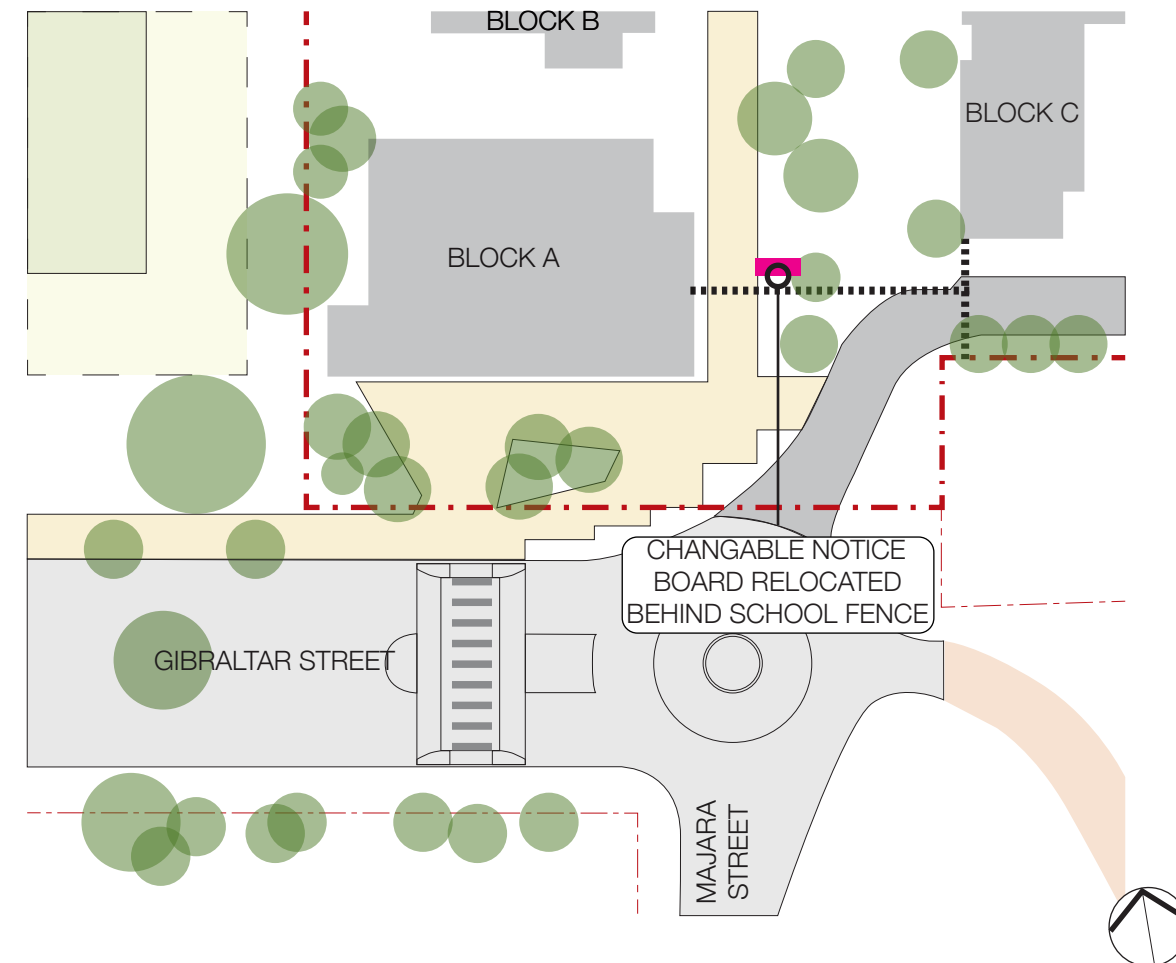 BLOCK B
BLOCK C
BLOCK A
CHANGABLE NOTICE
BOARD RELOCATED
BEHIND SCHOOL FENCE
GIBRALTAR STREET
MAJARA
STREET